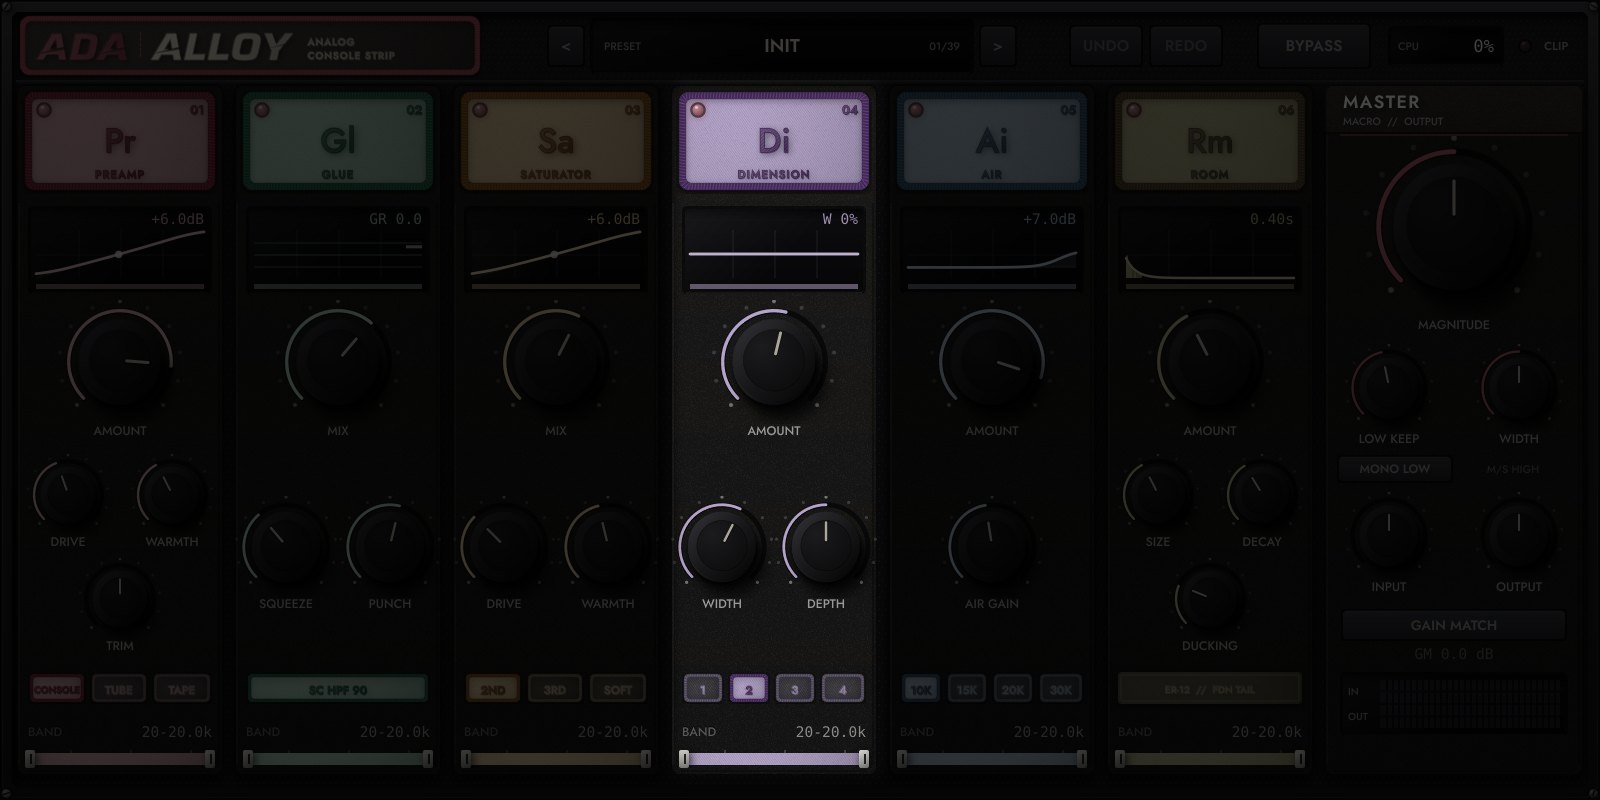 ADA ALLOY ANALOG
CONSOLE STRIP
< PRESET INIT 01/39 >
UNDO REDO BYPASS CPU 0% CLIP
01 Pr PREAMP
02 Gl GLUE
03 Sa SATURATOR
04 Di DIMENSION
05 Ai AIR
06 Rm ROOM
MASTER
MACRO // OUTPUT
+6.0dB GR 0.0 +6.0dB W 0% +7.0dB 0.40s
MAGNITUDE
AMOUNT MIX MIX AMOUNT AMOUNT AMOUNT
LOW KEEP WIDTH
MONO LOW M/S HIGH
DRIVE WARMTH SIZE DECAY
INPUT OUTPUT
SQUEEZE PUNCH DRIVE WARMTH WIDTH DEPTH AIR GAIN
GAIN MATCH
TRIM DUCKING
GM 0.0 dB
CONSOLE TUBE TAPE SC HPF 90 2ND 3RD SOFT 1 2 3 4 10K 15K 20K 30K ER-12 // FDN TAIL
IN
OUT
BAND 20-20.0k BAND 20-20.0k BAND 20-20.0k BAND 20-20.0k BAND 20-20.0k BAND 20-20.0k